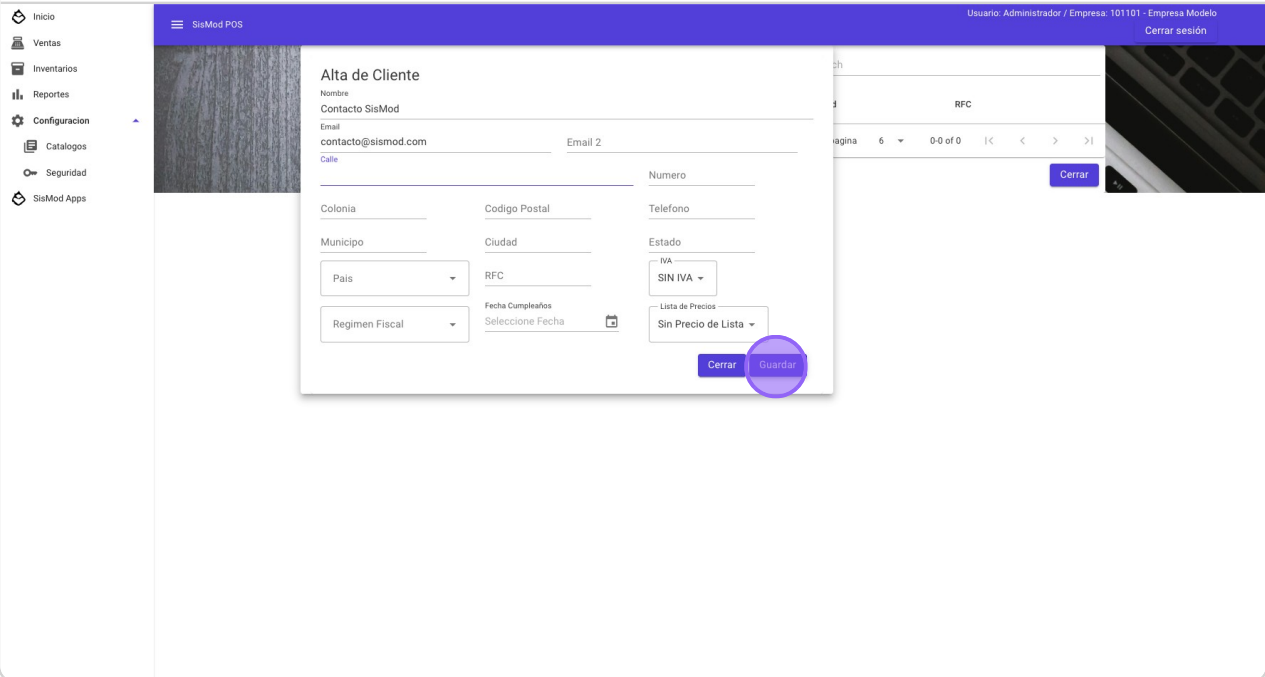 Inicio
Ventas
Inventarios
Reportes
Configuracion
Catalogos
Seguridad
SisMod Apps
SisMod POS
Usuario: Administrador / Empresa: 101101 - Empresa Modelo
Cerrar sesión
Alta de Cliente
Nombre
Contacto SisMod
Email
contacto@sismod.com
Email 2
Calle
Numero
Colonia
Codigo Postal
Telefono
Municipo
Ciudad
Estado
Pais
RFC
IVA
SIN IVA
Regimen Fiscal
Fecha Cumpleaños
Seleccione Fecha
Lista de Precios
Sin Precio de Lista
Cerrar
Guardar
ch
d
RFC
pagina
6
0-0 of 0
Cerrar